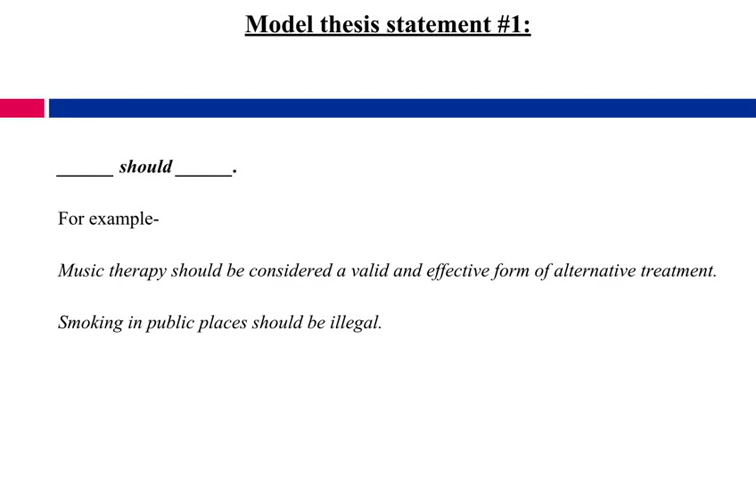 Model thesis statement #1:
______ should ______.
For example-
Music therapy should be considered a valid and effective form of alternative treatment.
Smoking in public places should be illegal.